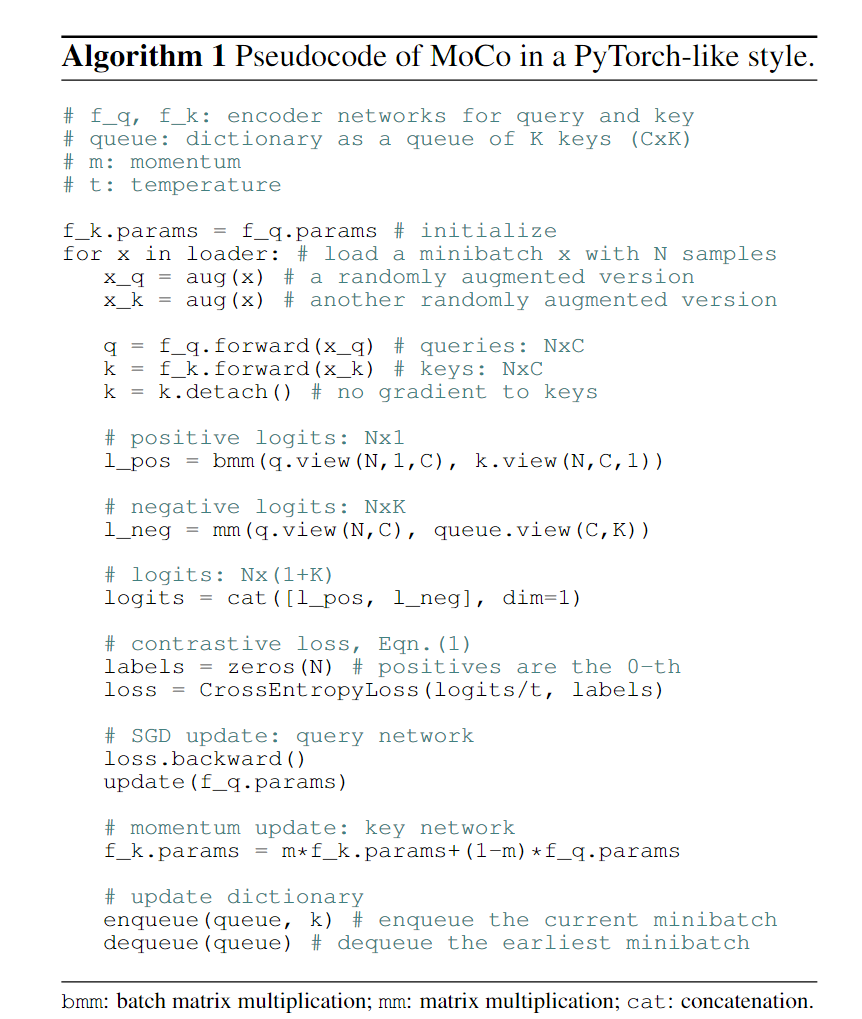 Algorithm 1 Pseudocode of MoCo in a PyTorch-like style.
# f_q, f_k: encoder networks for query and key
# queue: dictionary as a queue of K keys (CxK)
# m: momentum
# t: temperature
f_k.params = f_q.params # initialize
for x in loader: # load a minibatch x with N samples
x_q = aug(x) # a randomly augmented version
x_k = aug(x) # another randomly augmented version
q = f_q.forward(x_q) # queries: NxC
k = f_k.forward(x_k) # keys: NxC
k = k.detach() # no gradient to keys
# positive logits: Nx1
l_pos = bmm(q.view(N,1,C), k.view(N,C,1))
# negative logits: NxK
l_neg = mm(q.view(N,C), queue.view(C,K))
# logits: Nx(1+K)
logits = cat([l_pos, l_neg], dim=1)
# contrastive loss, Eqn.(1)
labels = zeros(N) # positives are the 0-th
loss = CrossEntropyLoss(logits/t, labels)
# SGD update: query network
loss.backward()
update(f_q.params)
# momentum update: key network
f_k.params = m*f_k.params+(1-m)*f_q.params
# update dictionary
enqueue(queue, k) # enqueue the current minibatch
dequeue(queue) # dequeue the earliest minibatch
bmm: batch matrix multiplication; mm: matrix multiplication; cat: concatenation.